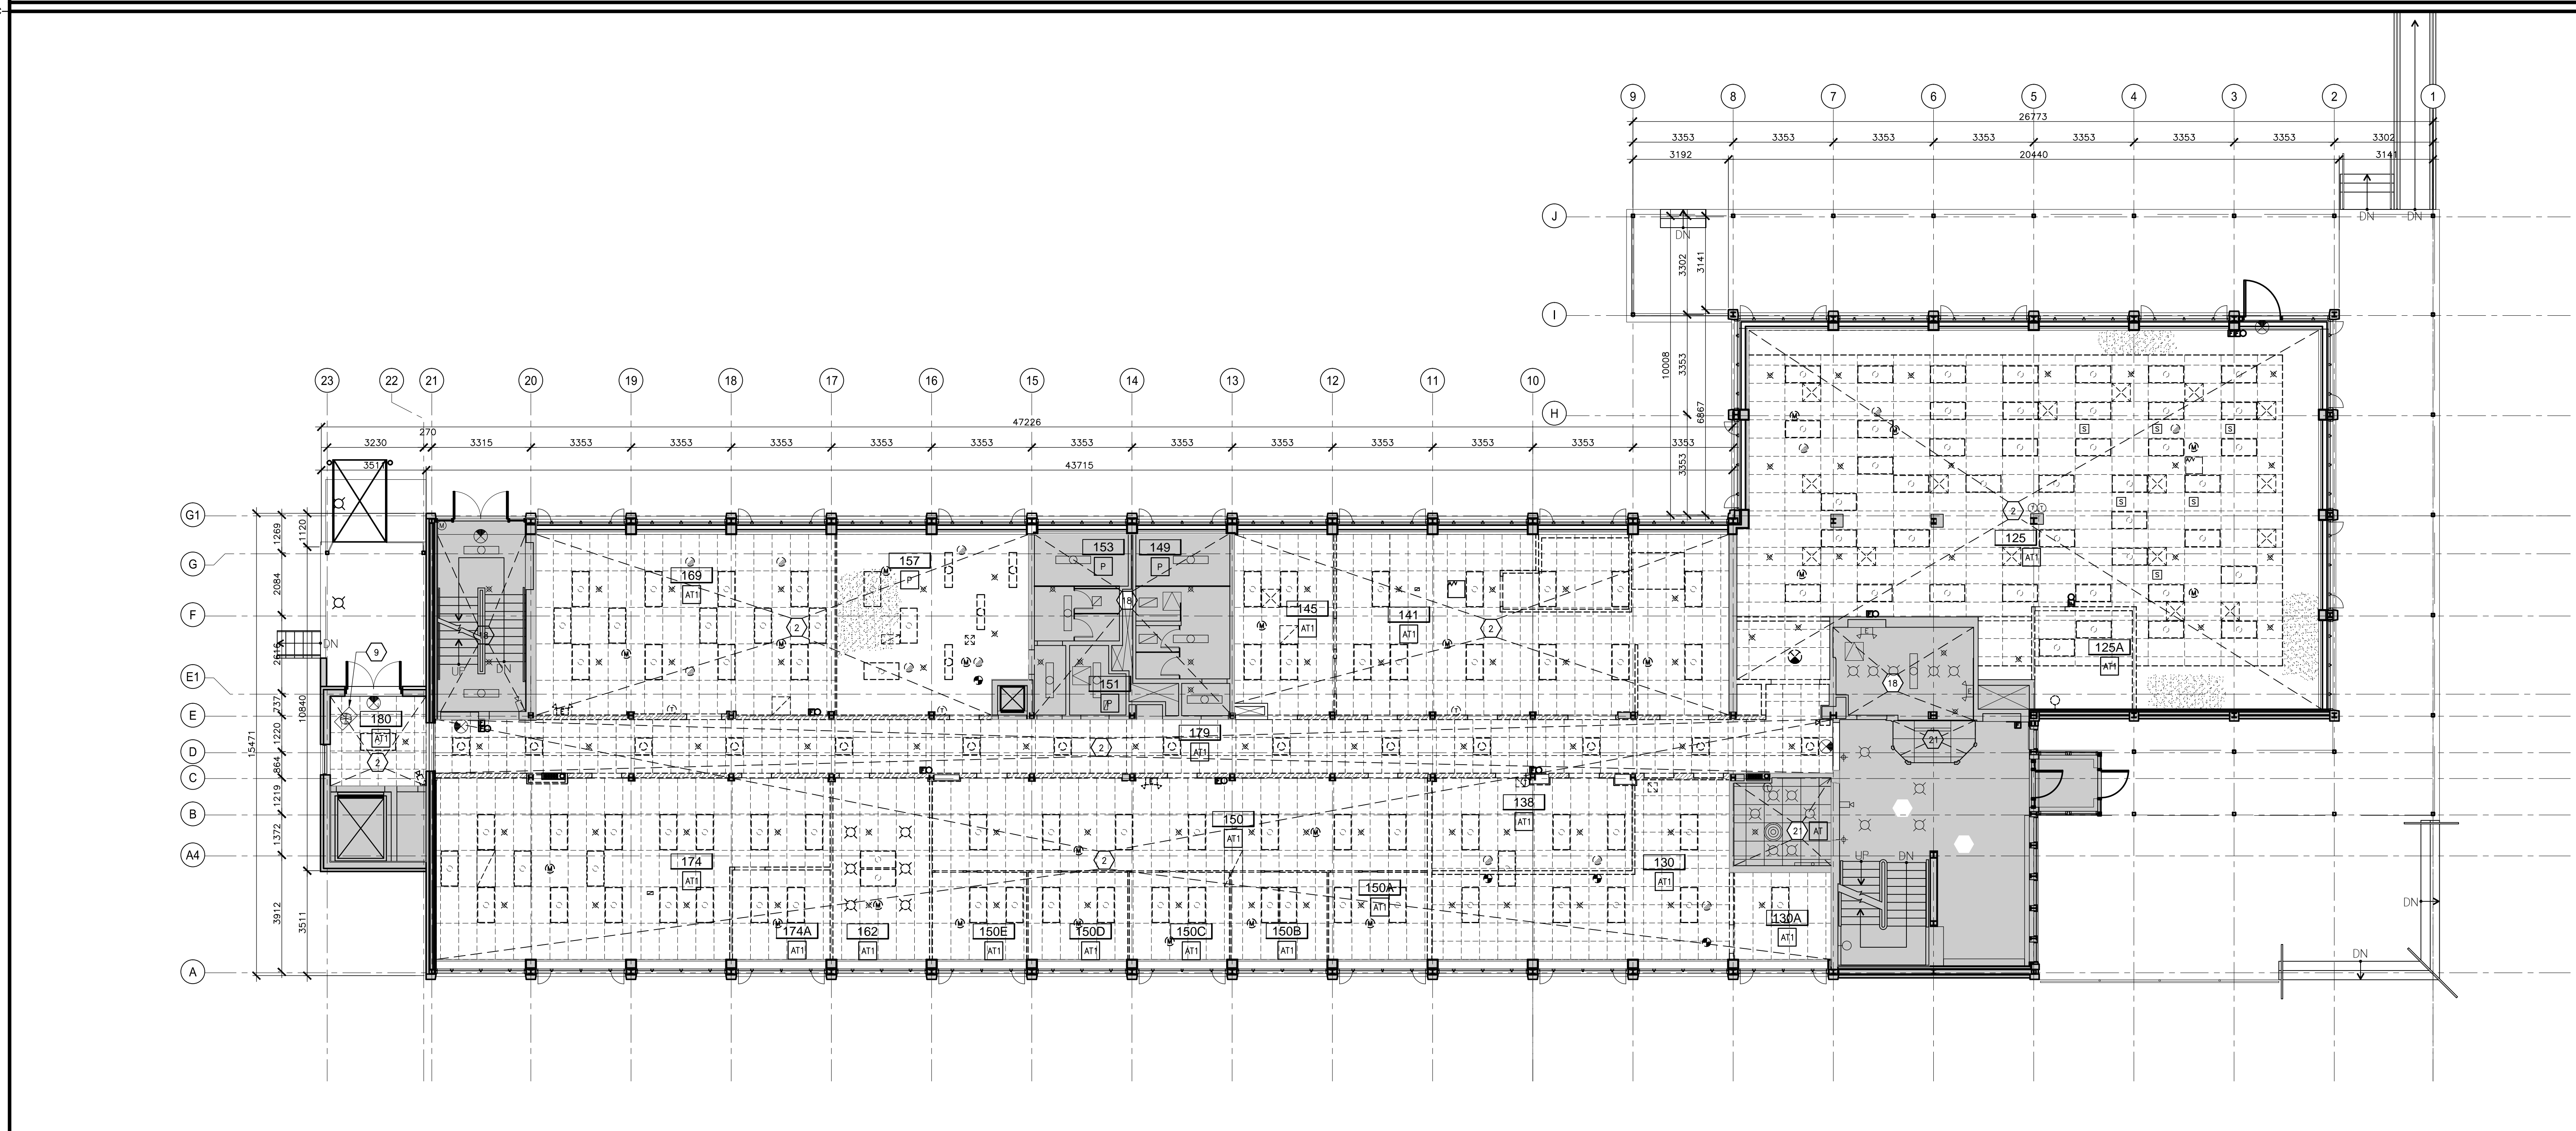 9 8 7 6 5 4 3 2 1
26773
3353 3353 3353 3353 3353 3353 3353 3302
3192 20440 3141
J
DN DN DN
3302 3141
I
10008 3353 6867 3353
H
23 22 21 20 19 18 17 16 15 14 13 12 11 10
47226
270
3230 3315 3353 3353 3353 3353 3353 3353 3353 3353 3353 3353 3353 3353
3511 43715
G1
1269 1120
G
2084
F
2616
E1
737 10840
E
15471 1220
D
864
C
1219
B
1372
A4
3912 3511
A
DN
9
180
AT1
2
18
UP DN
169
AT1
2
157
P
153
P
149
P
18
151
P
145
AT1
141
AT1
2
2
125
AT1
S S S
S S
S
125A
AT1
18
E
E
21
179
AT1
2
174
AT1
174A
AT1
162
AT1
150
AT1
2
150E
AT1
150D
AT1
150C
AT1
150B
AT1
150A
AT1
138
AT1
130
AT1
130A
AT1
21 AT
UP DN
DN
DN